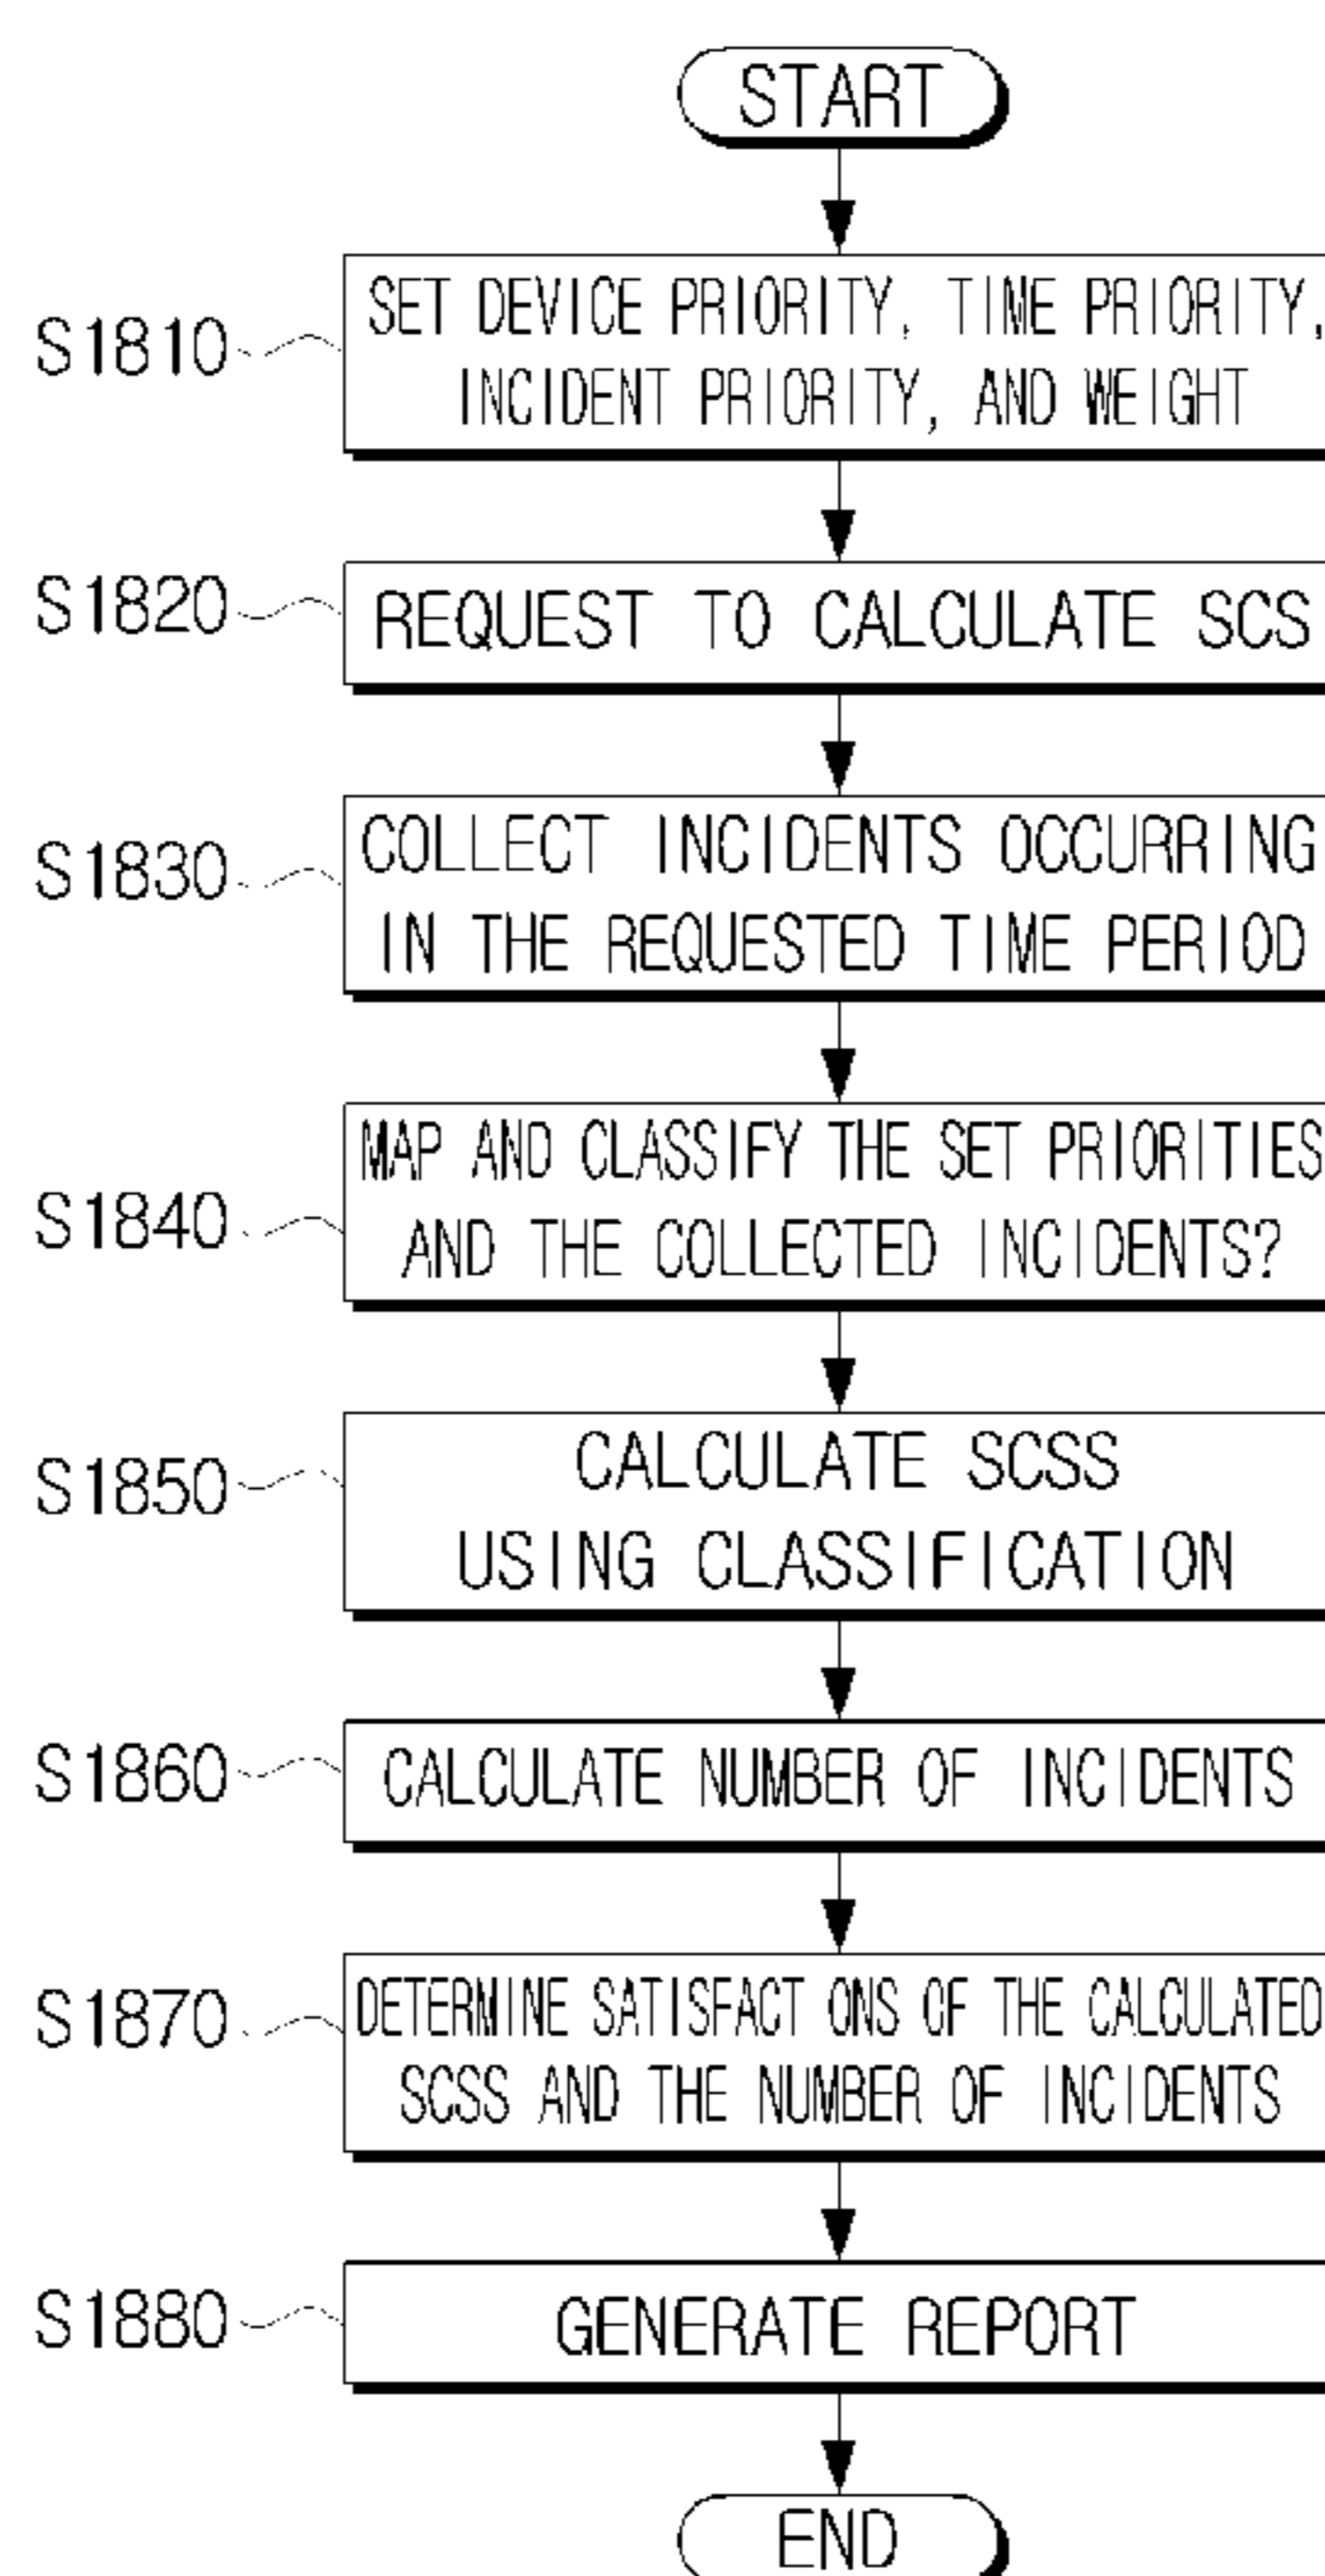 START
S1810
SET DEVICE PRIORITY, TIME PRIORITY,
INCIDENT PRIORITY, AND WEIGHT
S1820
REQUEST TO CALCULATE SCS
S1830
COLLECT INCIDENTS OCCURRING
IN THE REQUESTED TIME PERIOD
S1840
MAP AND CLASSIFY THE SET PRIORITIES
AND THE COLLECTED INCIDENTS?
S1850
CALCULATE SCSS
USING CLASSIFICATION
S1860
CALCULATE NUMBER OF INCIDENTS
S1870
DETERMINE SATISFACT ONS OF THE CALCULATED
SCSS AND THE NUMBER OF INCIDENTS
S1880
GENERATE REPORT
END